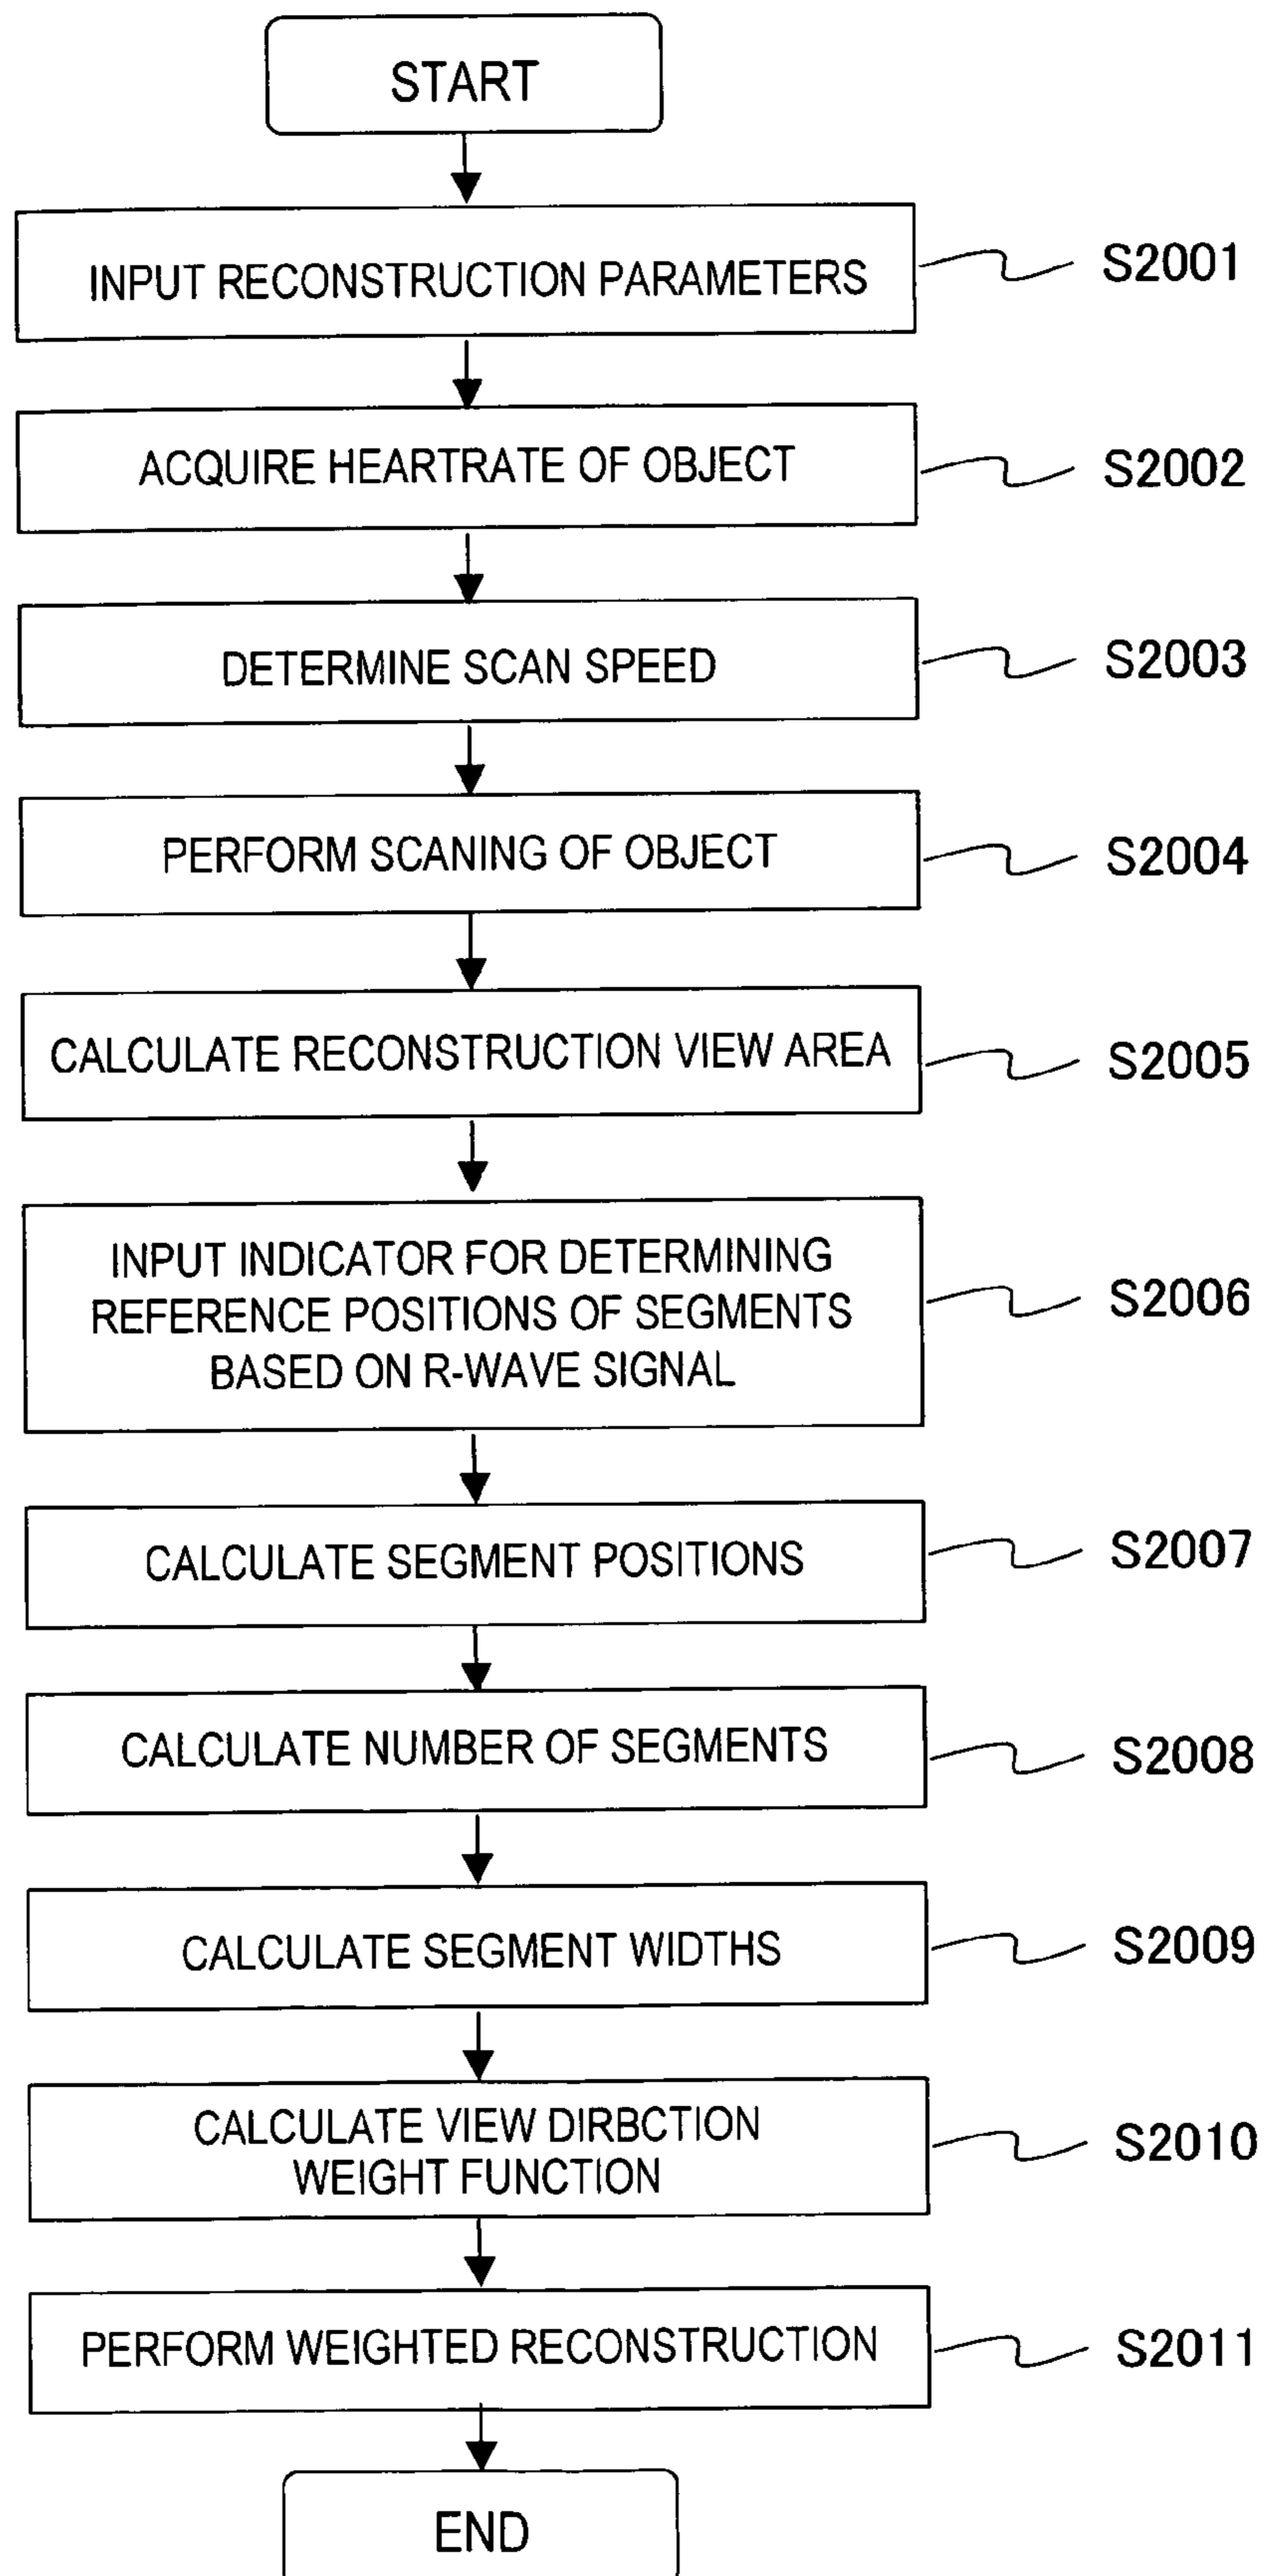 START
INPUT RECONSTRUCTION PARAMETERS
S2001
ACQUIRE HEARTRATE OF OBJECT
S2002
DETERMINE SCAN SPEED
S2003
PERFORM SCANING OF OBJECT
S2004
CALCULATE RECONSTRUCTION VIEW AREA
S2005
INPUT INDICATOR FOR DETERMINING
REFERENCE POSITIONS OF SEGMENTS
BASED ON R-WAVE SIGNAL
S2006
CALCULATE SEGMENT POSITIONS
S2007
CALCULATE NUMBER OF SEGMENTS
S2008
CALCULATE SEGMENT WIDTHS
S2009
CALCULATE VIEW DIRBCTION
WEIGHT FUNCTION
S2010
PERFORM WEIGHTED RECONSTRUCTION
S2011
END